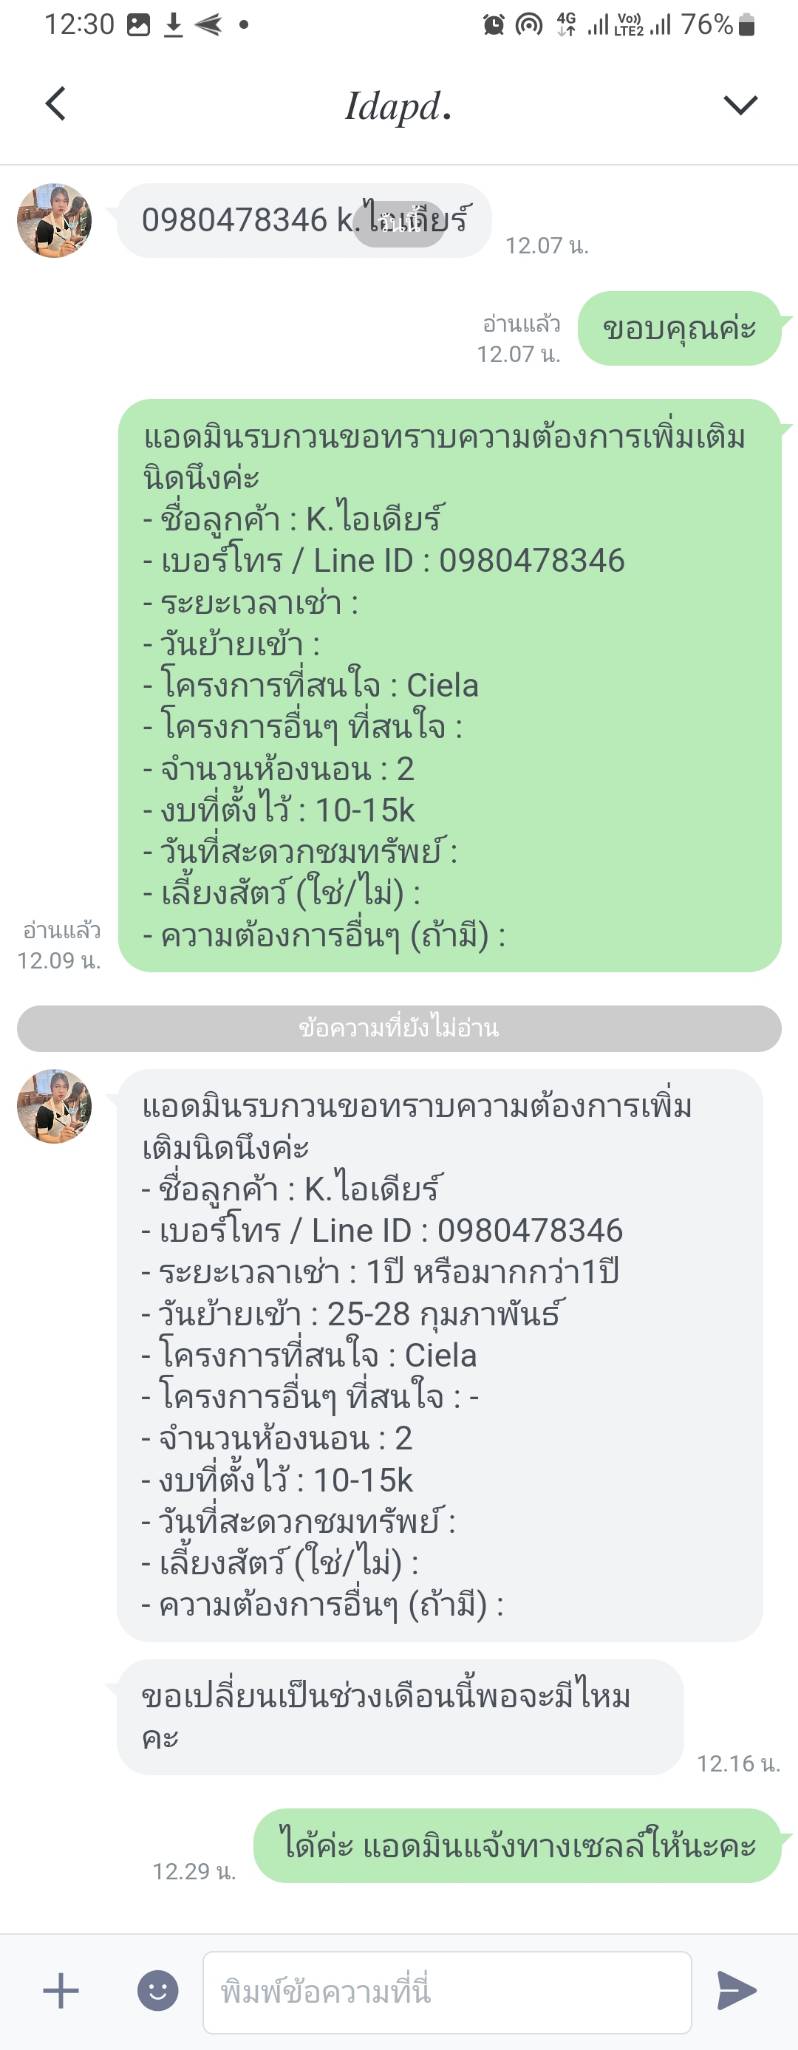 12:30
4G
Vo))
LTE2
76%
Idapd.
0980478346 k.ไอเดียร์
วันนี้
12.07 น.
อ่านแล้ว
12.07 น.
ขอบคุณค่ะ
แอดมินรบกวนขอทราบความต้องการเพิ่มเติม
นิดนึงค่ะ
- ชื่อลูกค้า : K.ไอเดียร์
- เบอร์โทร / Line ID : 0980478346
- ระยะเวลาเช่า :
- วันย้ายเข้า :
- โครงการที่สนใจ : Ciela
- โครงการอื่นๆ ที่สนใจ :
- จำนวนห้องนอน : 2
- งบที่ตั้งไว้ : 10-15k
- วันที่สะดวกชมทรัพย์ :
- เลี้ยงสัตว์ (ใช่/ไม่) :
- ความต้องการอื่นๆ (ถ้ามี) :
อ่านแล้ว
12.09 น.
ข้อความที่ยังไม่อ่าน
แอดมินรบกวนขอทราบความต้องการเพิ่ม
เติมนิดนึงค่ะ
- ชื่อลูกค้า : K.ไอเดียร์
- เบอร์โทร / Line ID : 0980478346
- ระยะเวลาเช่า : 1ปี หรือมากกว่า1ปี
- วันย้ายเข้า : 25-28 กุมภาพันธ์
- โครงการที่สนใจ : Ciela
- โครงการอื่นๆ ที่สนใจ : -
- จำนวนห้องนอน : 2
- งบที่ตั้งไว้ : 10-15k
- วันที่สะดวกชมทรัพย์ :
- เลี้ยงสัตว์ (ใช่/ไม่) :
- ความต้องการอื่นๆ (ถ้ามี) :
ขอเปลี่ยนเป็นช่วงเดือนนี้พอจะมีไหม
คะ
12.16 น.
ได้ค่ะ แอดมินแจ้งทางเซลล์ให้นะคะ
12.29 น.
พิมพ์ข้อความที่นี่